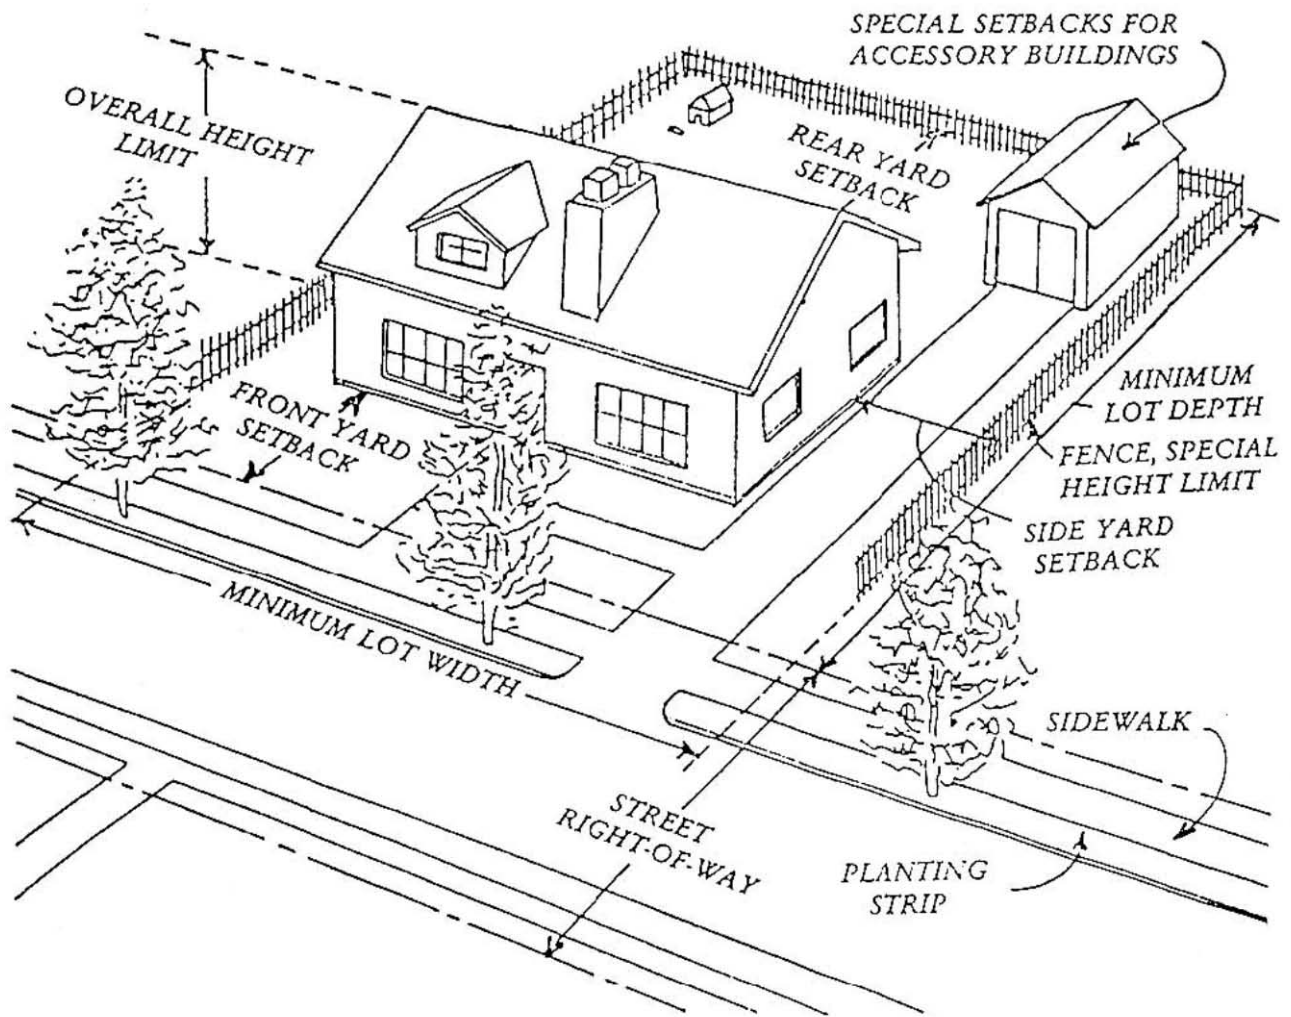 SPECIAL SETBACKS FOR
ACCESSORY BUILDINGS
OVERALL HEIGHT
LIMIT
REAR YARD
SETBACK
FRONT YARD
SETBACK
MINIMUM
LOT DEPTH
FENCE, SPECIAL
HEIGHT LIMIT
SIDE YARD
SETBACK
MINIMUM LOT WIDTH
SIDEWALK
STREET
RIGHT-OF-WAY
PLANTING
STRIP